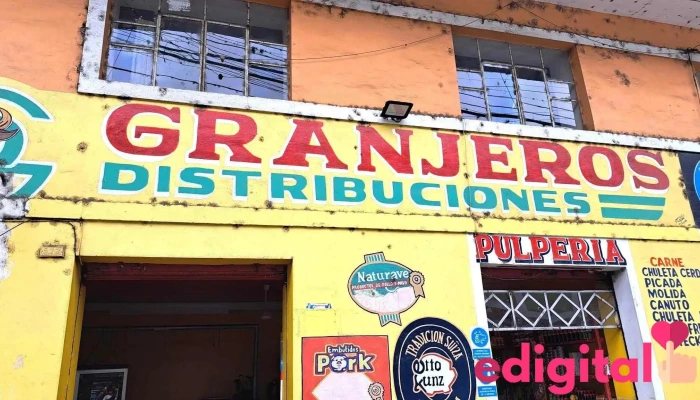 GRANJEROS
DISTRIBUCIONES
PULPERIA
Naturave
Embutidos
PORK
TRADICION SUIZA
Otto
Kunz
CARNE
CHULETA CERD
PICADA
MOLIDA
CANUTO
CHULETA
edigital